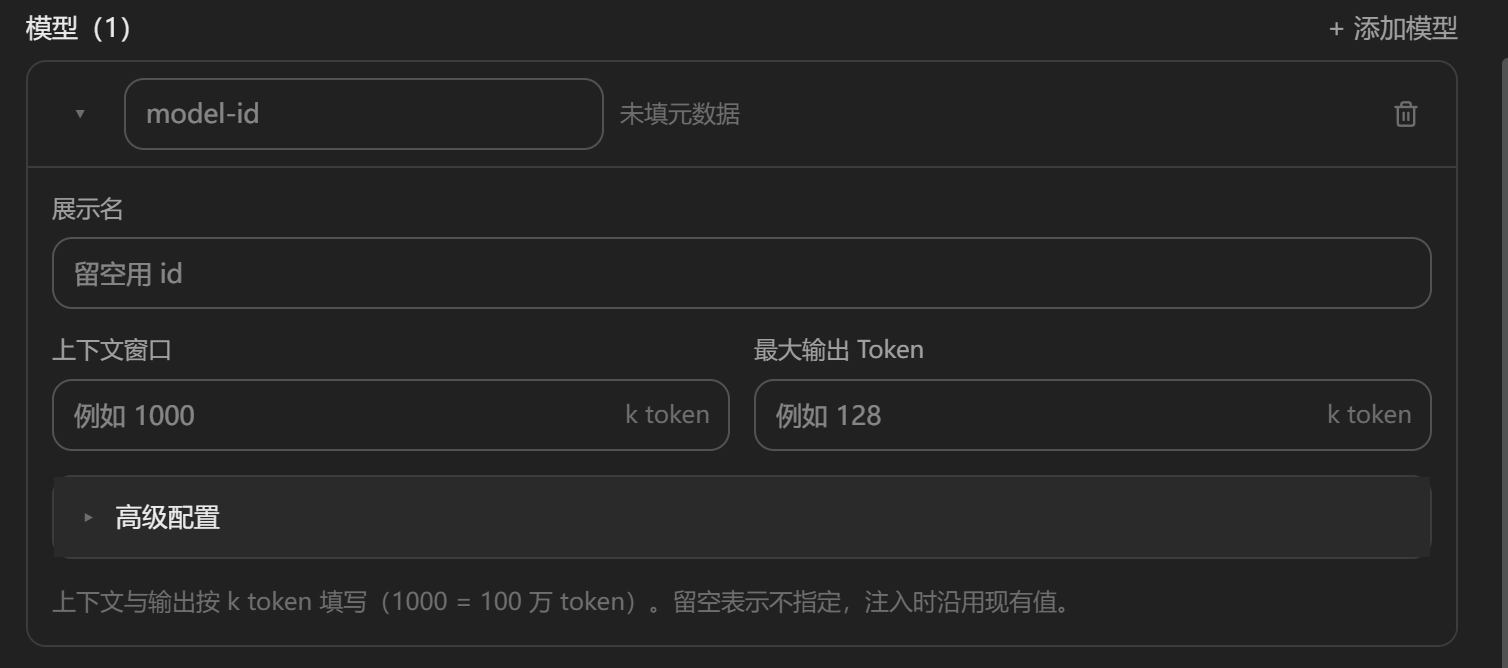 模型（1）
+ 添加模型
model-id
未填元数据
展示名
留空用 id
上下文窗口
最大输出 Token
例如 1000
k token
例如 128
k token
高级配置
上下文与输出按 k token 填写（1000 = 100 万 token）。留空表示不指定，注入时沿用现有值。